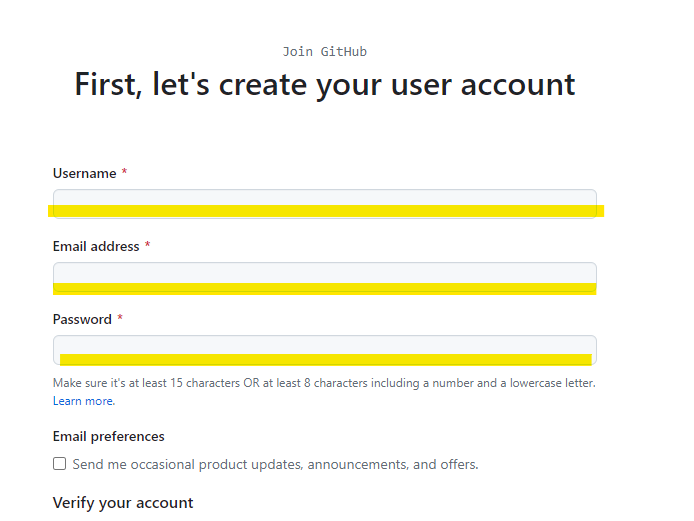 Join GitHub
First, let's create your user account
Username *
Email address *
Password *
Make sure it's at least 15 characters OR at least 8 characters including a number and a lowercase letter.
Learn more.
Email preferences
Send me occasional product updates, announcements, and offers.
Verify your account